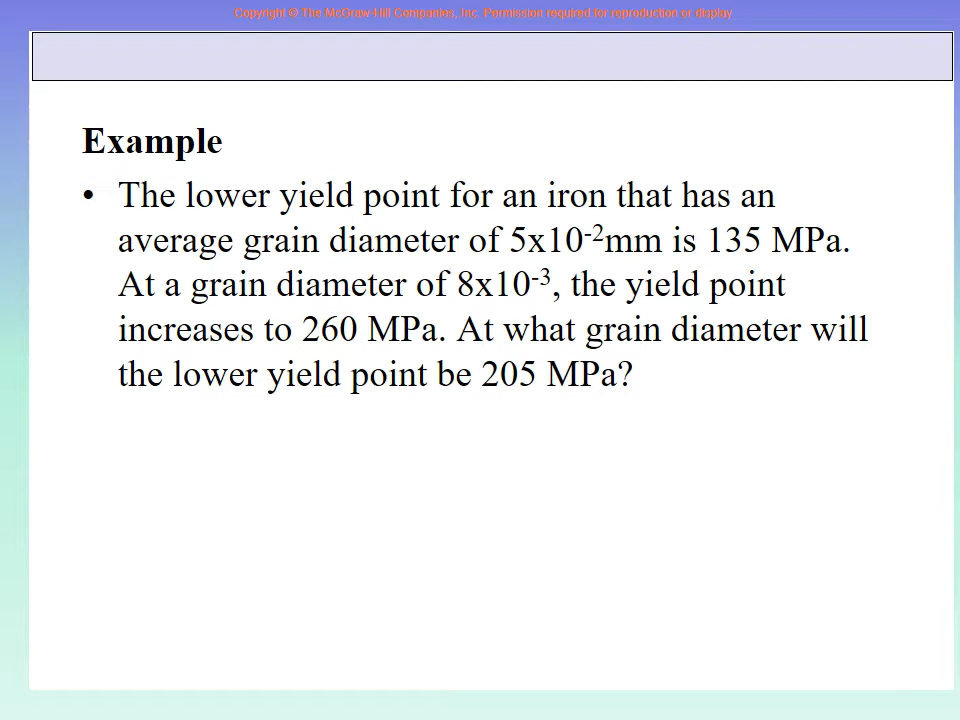 Copyright © The McGraw-Hill Companies, Inc. Permission required for reproduction or display
Example
• The lower yield point for an iron that has an
average grain diameter of 5x10⁻²mm is 135 MPa.
At a grain diameter of 8x10⁻³, the yield point
increases to 260 MPa. At what grain diameter will
the lower yield point be 205 MPa?